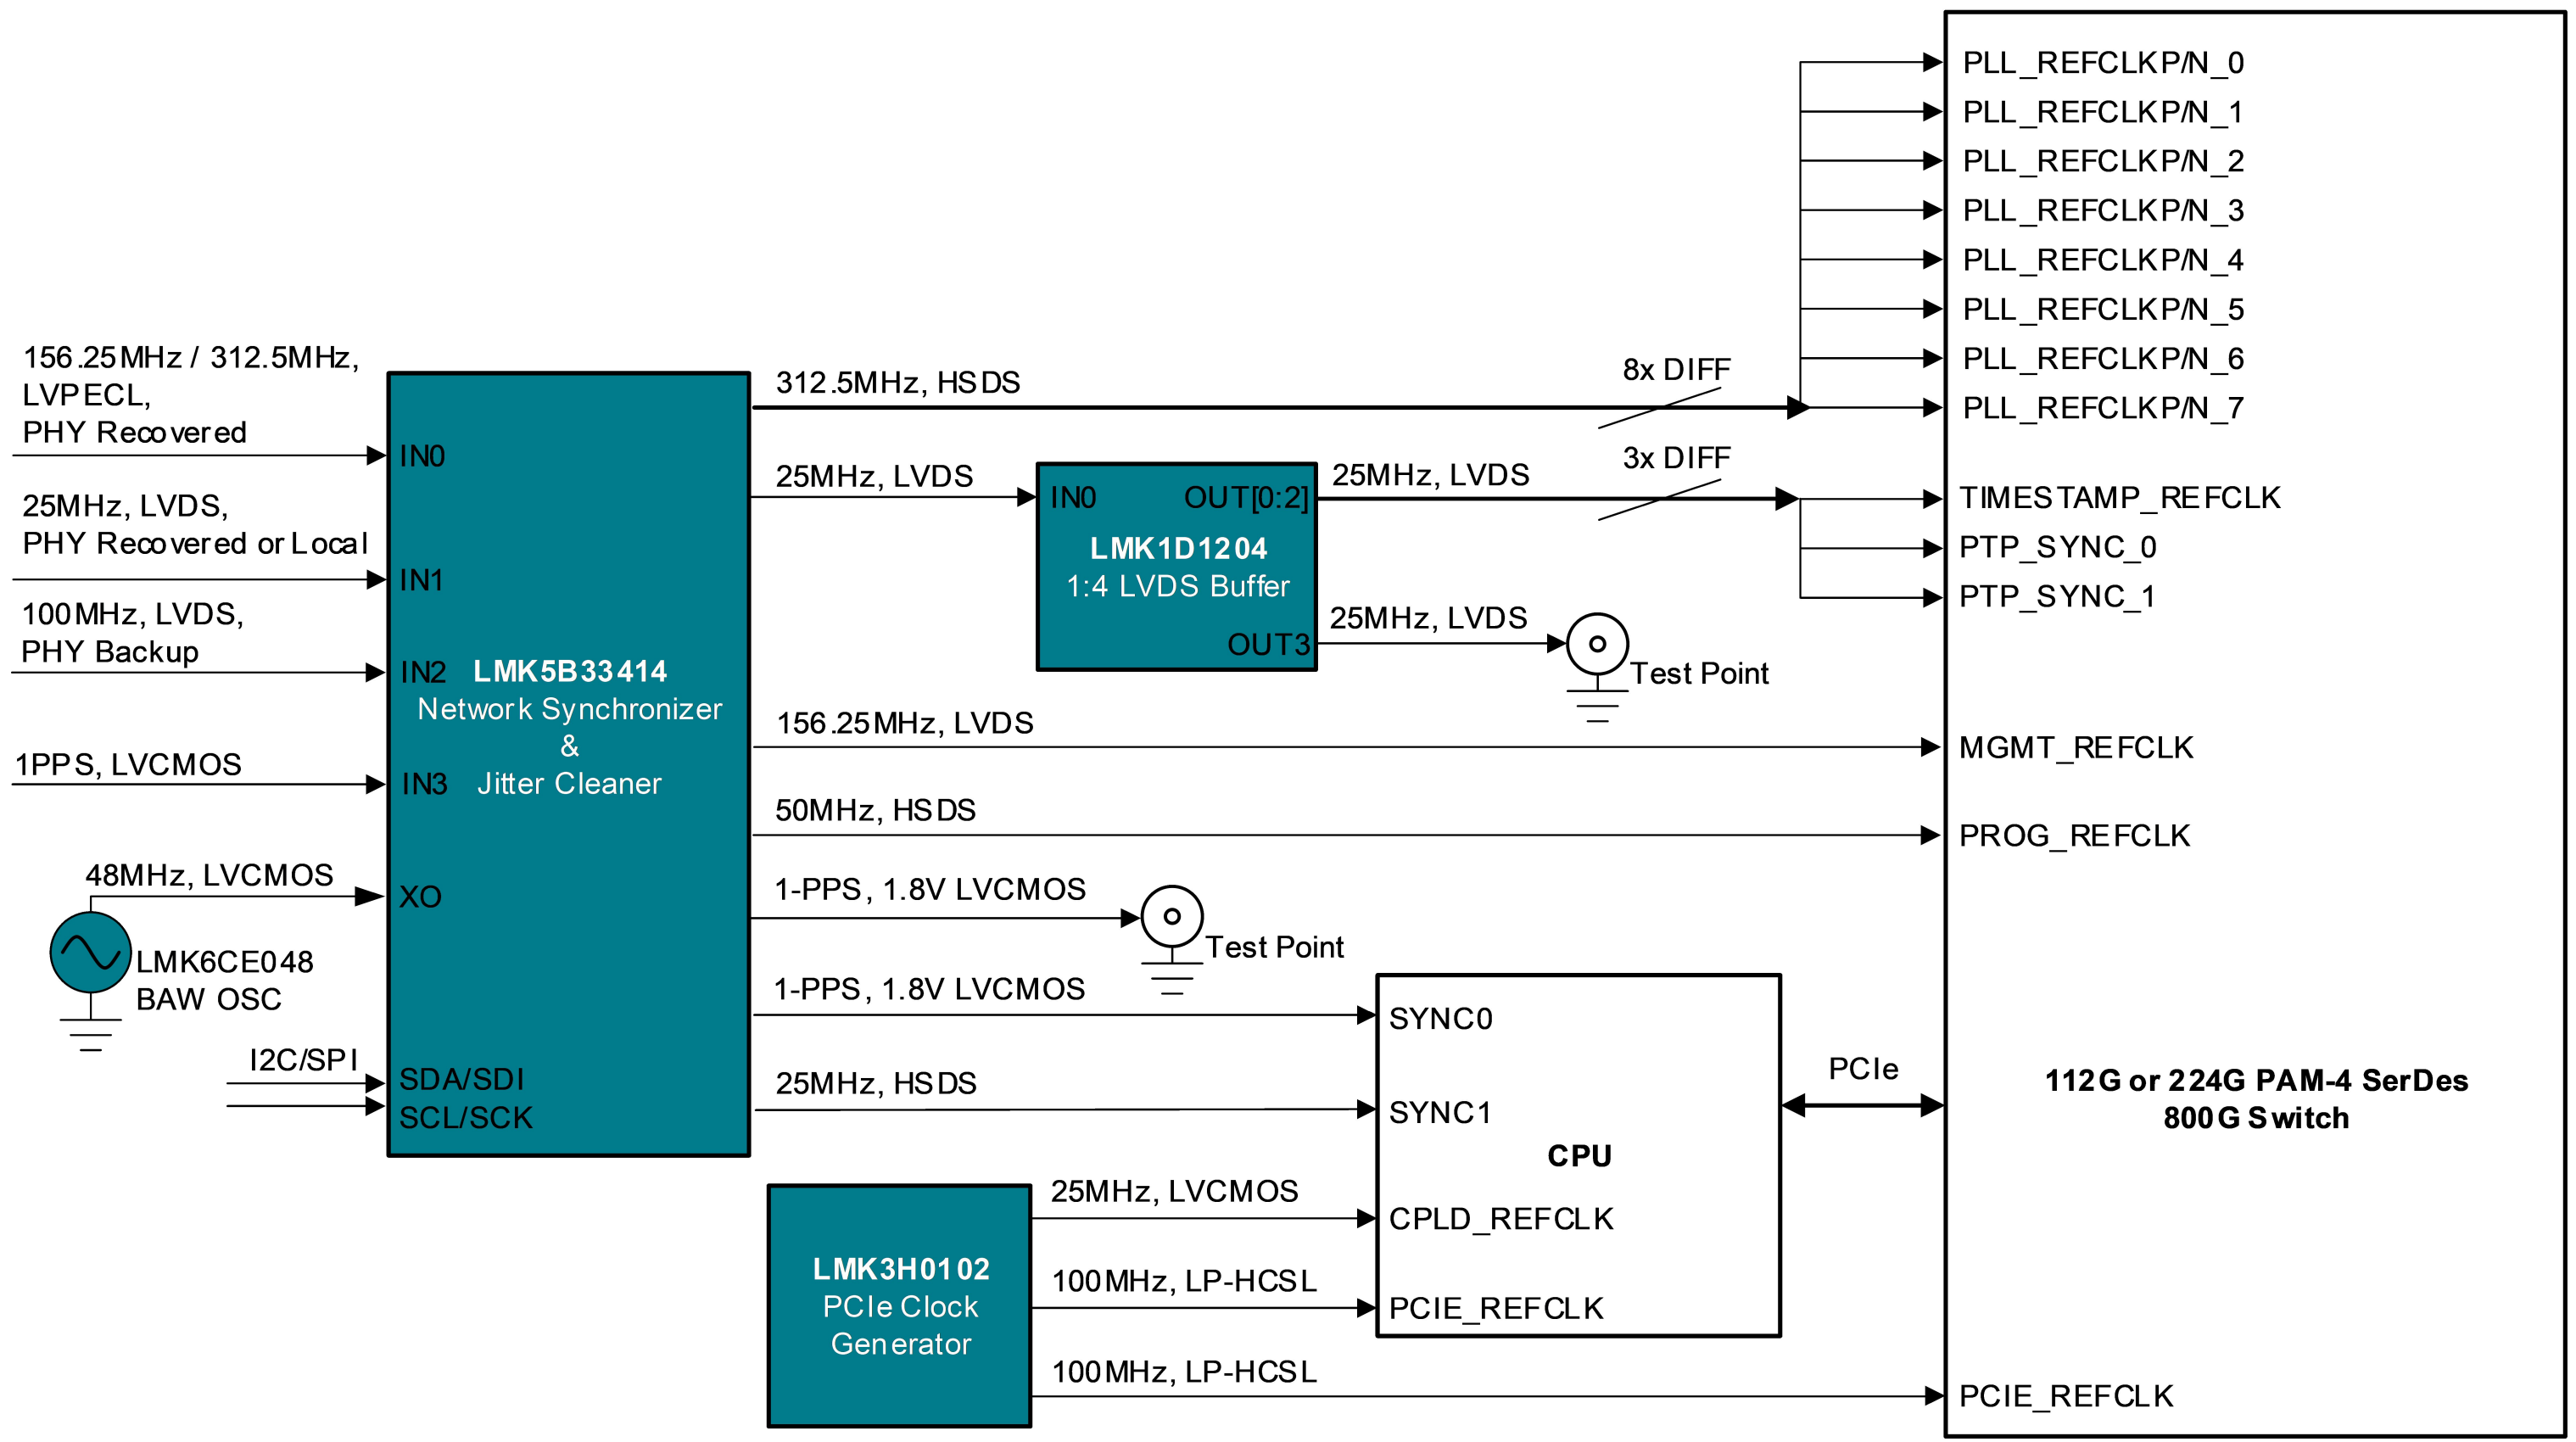 PLL_REFCLKP/N_0
PLL_REFCLKP/N_1
PLL_REFCLKP/N_2
PLL_REFCLKP/N_3
PLL_REFCLKP/N_4
PLL_REFCLKP/N_5
PLL_REFCLKP/N_6
PLL_REFCLKP/N_7
156.25MHz / 312.5MHz,
LVPECL,
PHY Recovered
IN0
25MHz, LVDS,
PHY Recovered or Local
IN1
100MHz, LVDS,
PHY Backup
IN2
1PPS, LVCMOS
IN3
48MHz, LVCMOS
XO
LMK6CE048
BAW OSC
I2C/SPI
SDA/SDI
SCL/SCK
LMK5B33414
Network Synchronizer
&
Jitter Cleaner
312.5MHz, HSDS
8x DIFF
25MHz, LVDS
IN0
OUT[0:2]
LMK1D1204
1:4 LVDS Buffer
OUT3
25MHz, LVDS
3x DIFF
TIMESTAMP_REFCLK
PTP_SYNC_0
PTP_SYNC_1
25MHz, LVDS
Test Point
156.25MHz, LVDS
MGMT_REFCLK
50MHz, HSDS
PROG_REFCLK
1-PPS, 1.8V LVCMOS
Test Point
1-PPS, 1.8V LVCMOS
SYNC0
25MHz, HSDS
SYNC1
CPU
PCIe
112G or 224G PAM-4 SerDes
800G Switch
25MHz, LVCMOS
CPLD_REFCLK
LMK3H0102
PCIe Clock
Generator
100MHz, LP-HCSL
PCIE_REFCLK
100MHz, LP-HCSL
PCIE_REFCLK